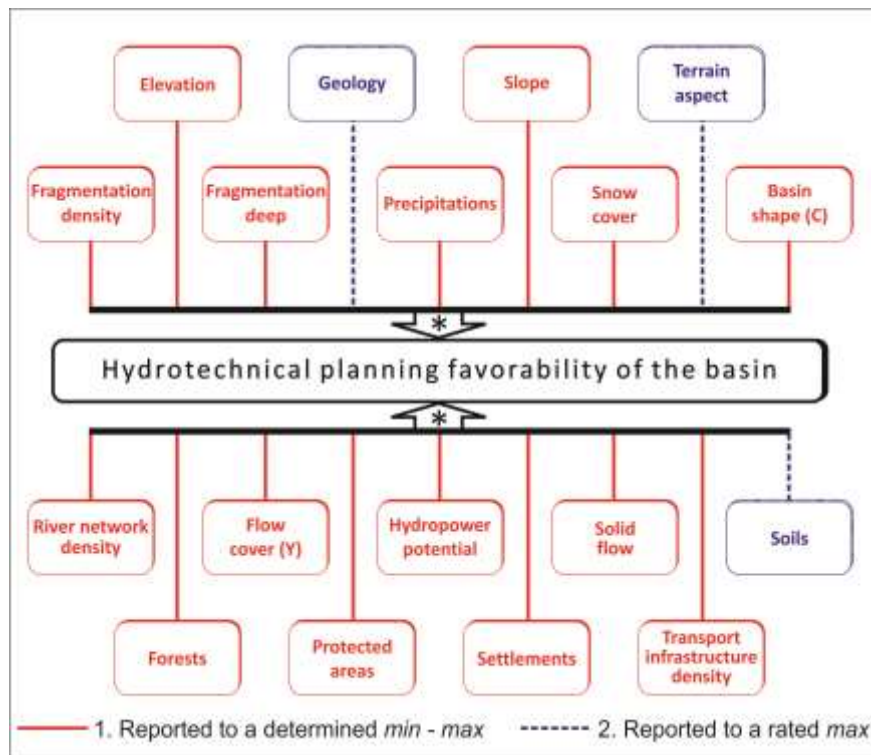 Elevation
Geology
Slope
Terrain
aspect
Fragmentation
density
Fragmentation
deep
Precipitations
Snow
cover
Basin
shape (C)
*
Hydrotechnical planning favorability of the basin
*
River network
density
Flow
cover (Y)
Hydropower
potential
Solid
flow
Soils
Forests
Protected
areas
Settlements
Transport
infrastructure
density
1. Reported to a determined min - max
2. Reported to a rated max